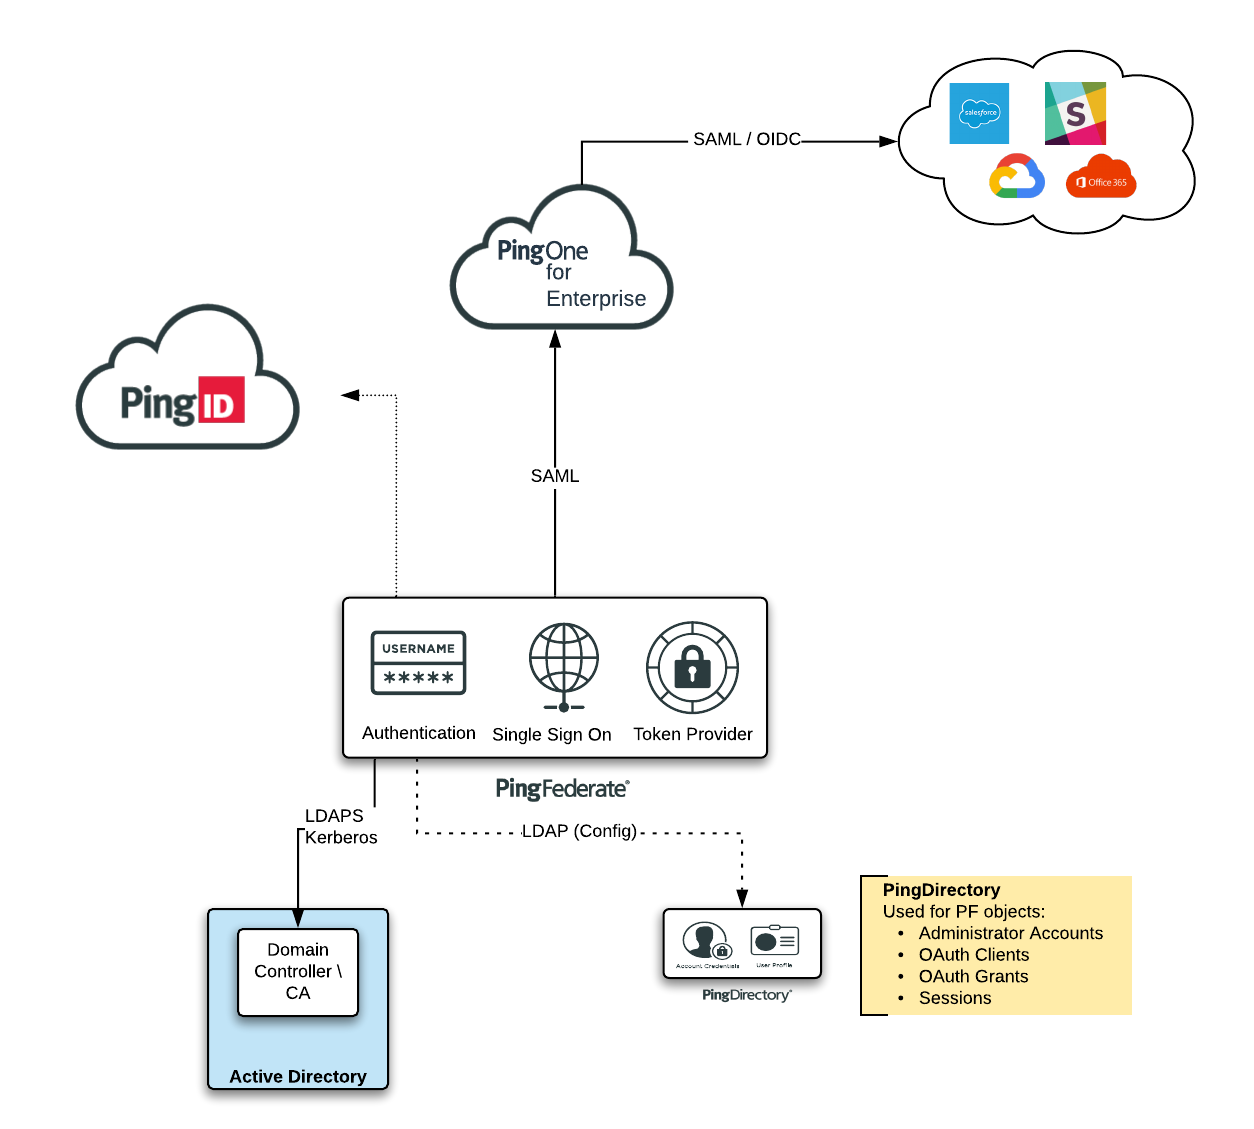 salesforce
S
Office 365
SAML / OIDC
PingOne
for
Enterprise
PingID
SAML
USERNAME
*****
Authentication
Single Sign On
Token Provider
PingFederate®
LDAPS
Kerberos
LDAP (Config)
Domain
Controller \
CA
Active Directory
Account Credentials
User Profile
PingDirectory®
PingDirectory
Used for PF objects:
• Administrator Accounts
• OAuth Clients
• OAuth Grants
• Sessions